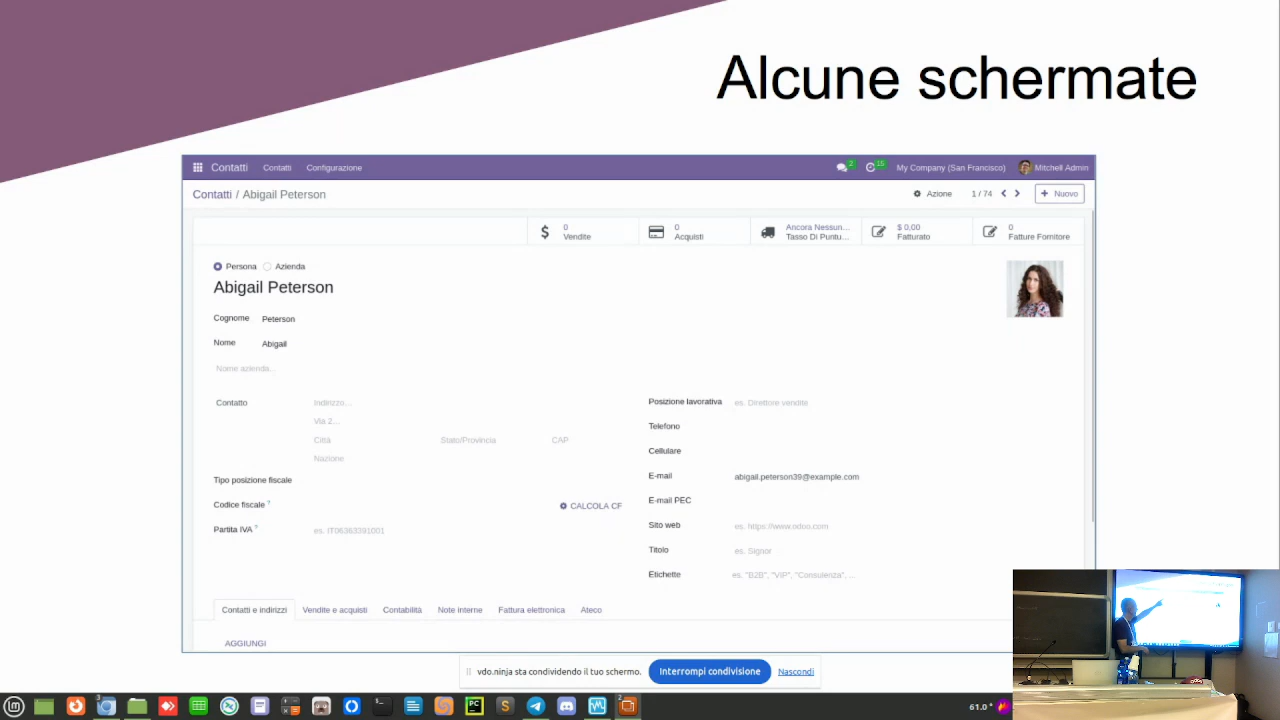 Alcune schermate
Contatti Contatti Configurazione 2 15 My Company (San Francisco) Mitchell Admin
Contatti / Abigail Peterson Azione 1 / 74 + Nuovo
0 Vendite
0 Acquisti
Ancora Nessun... Tasso Di Puntu...
$ 0,00 Fatturato
0 Fatture Fornitore
Persona Azienda
Abigail Peterson
Cognome Peterson
Nome Abigail
Nome azienda...
Contatto Indirizzo...
Via 2...
Città Stato/Provincia CAP
Nazione
Tipo posizione fiscale
Codice fiscale ? CALCOLA CF
Partita IVA ? es. IT06363391001
Posizione lavorativa es. Direttore vendite
Telefono
Cellulare
E-mail abigail.peterson39@example.com
E-mail PEC
Sito web es. https://www.odoo.com
Titolo es. Signor
Etichette es. "B2B", "VIP", "Consulenza", ...
Contatti e indirizzi Vendite e acquisti Contabilità Note interne Fattura elettronica Ateco
AGGIUNGI
vdo.ninja sta condividendo il tuo schermo. Interrompi condivisione Nascondi
61.0°